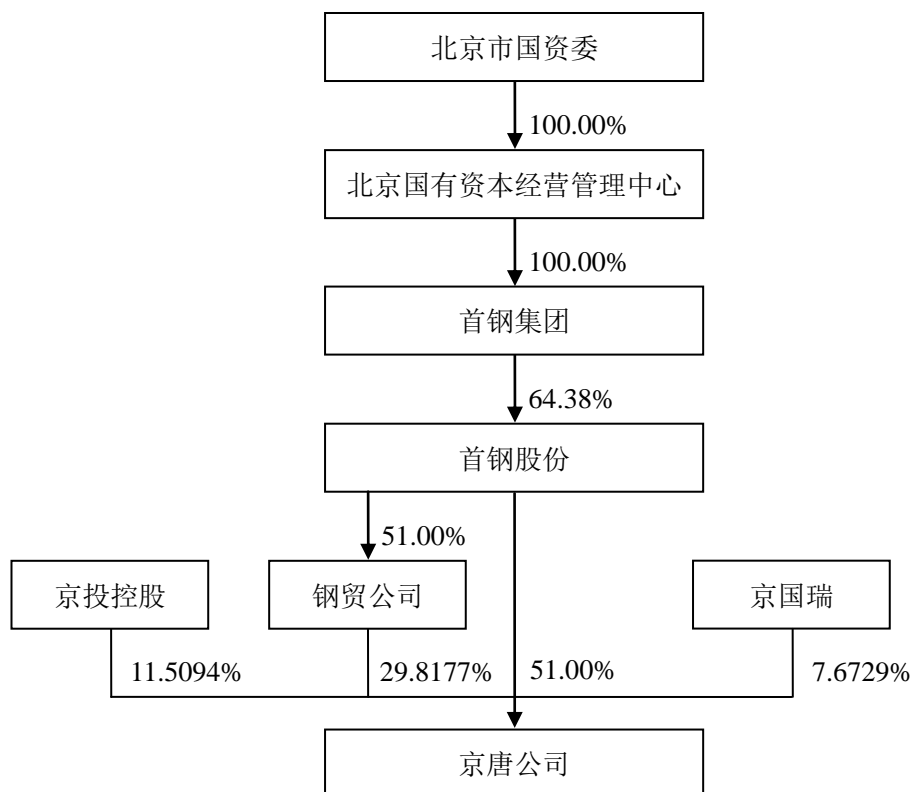 北京市国资委
100.00%
北京国有资本经营管理中心
100.00%
首钢集团
64.38%
首钢股份
51.00%
京投控股
钢贸公司
京国瑞
11.5094%
29.8177%
51.00%
7.6729%
京唐公司